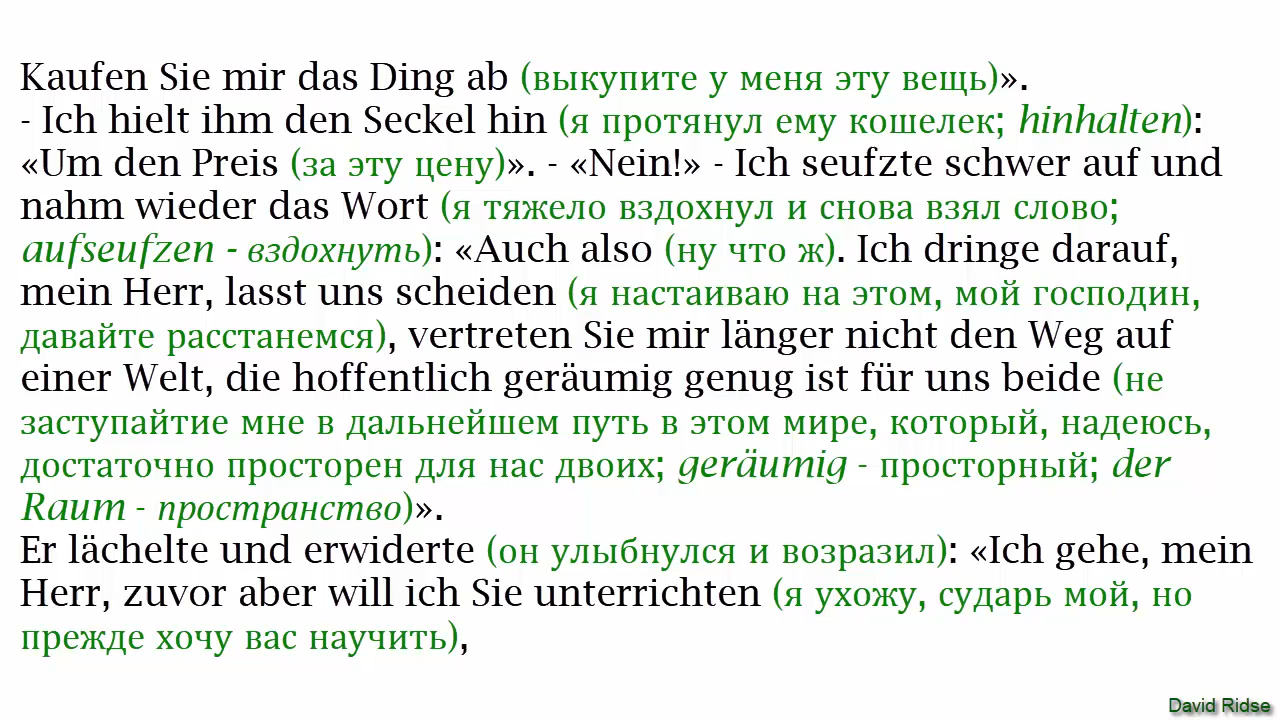 Kaufen Sie mir das Ding ab (выкупите у меня эту вещь)».
- Ich hielt ihm den Seckel hin (я протянул ему кошелек; hinhalten):
«Um den Preis (за эту цену)». - «Nein!» - Ich seufzte schwer auf und
nahm wieder das Wort (я тяжело вздохнул и снова взял слово;
aufseufzen - вздохнуть): «Auch also (ну что ж). Ich dringe darauf,
mein Herr, lasst uns scheiden (я настаиваю на этом, мой господин,
давайте расстанемся), vertreten Sie mir länger nicht den Weg auf
einer Welt, die hoffentlich geräumig genug ist für uns beide (не
заступайтие мне в дальнейшем путь в этом мире, который, надеюсь,
достаточно просторен для нас двоих; geräumig - просторный; der
Raum - пространство)».
Er lächelte und erwiderte (он улыбнулся и возразил): «Ich gehe, mein
Herr, zuvor aber will ich Sie unterrichten (я ухожу, сударь мой, но
прежде хочу вас научить),
David Ridse